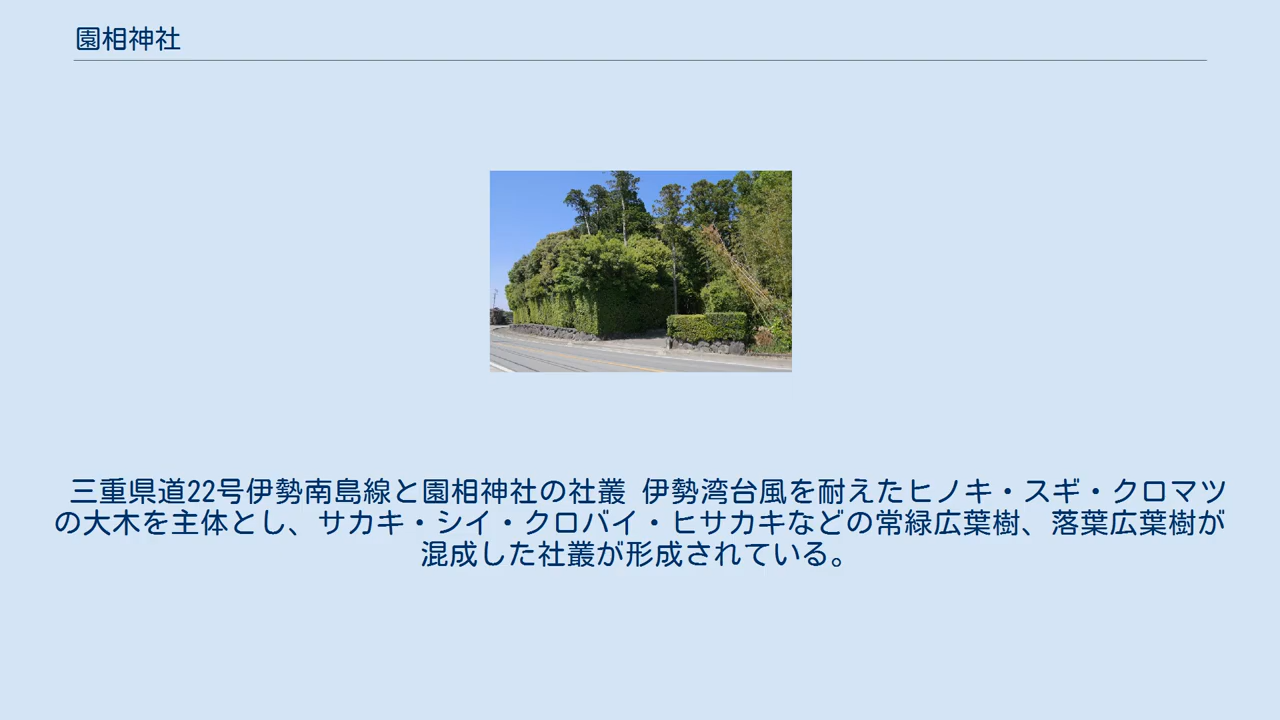 園相神社
三重県道22号伊勢南島線と園相神社の社叢 伊勢湾台風を耐えたヒノキ・スギ・クロマツ
の大木を主体とし、サカキ・シイ・クロバイ・ヒサカキなどの常緑広葉樹、落葉広葉樹が
混成した社叢が形成されている。